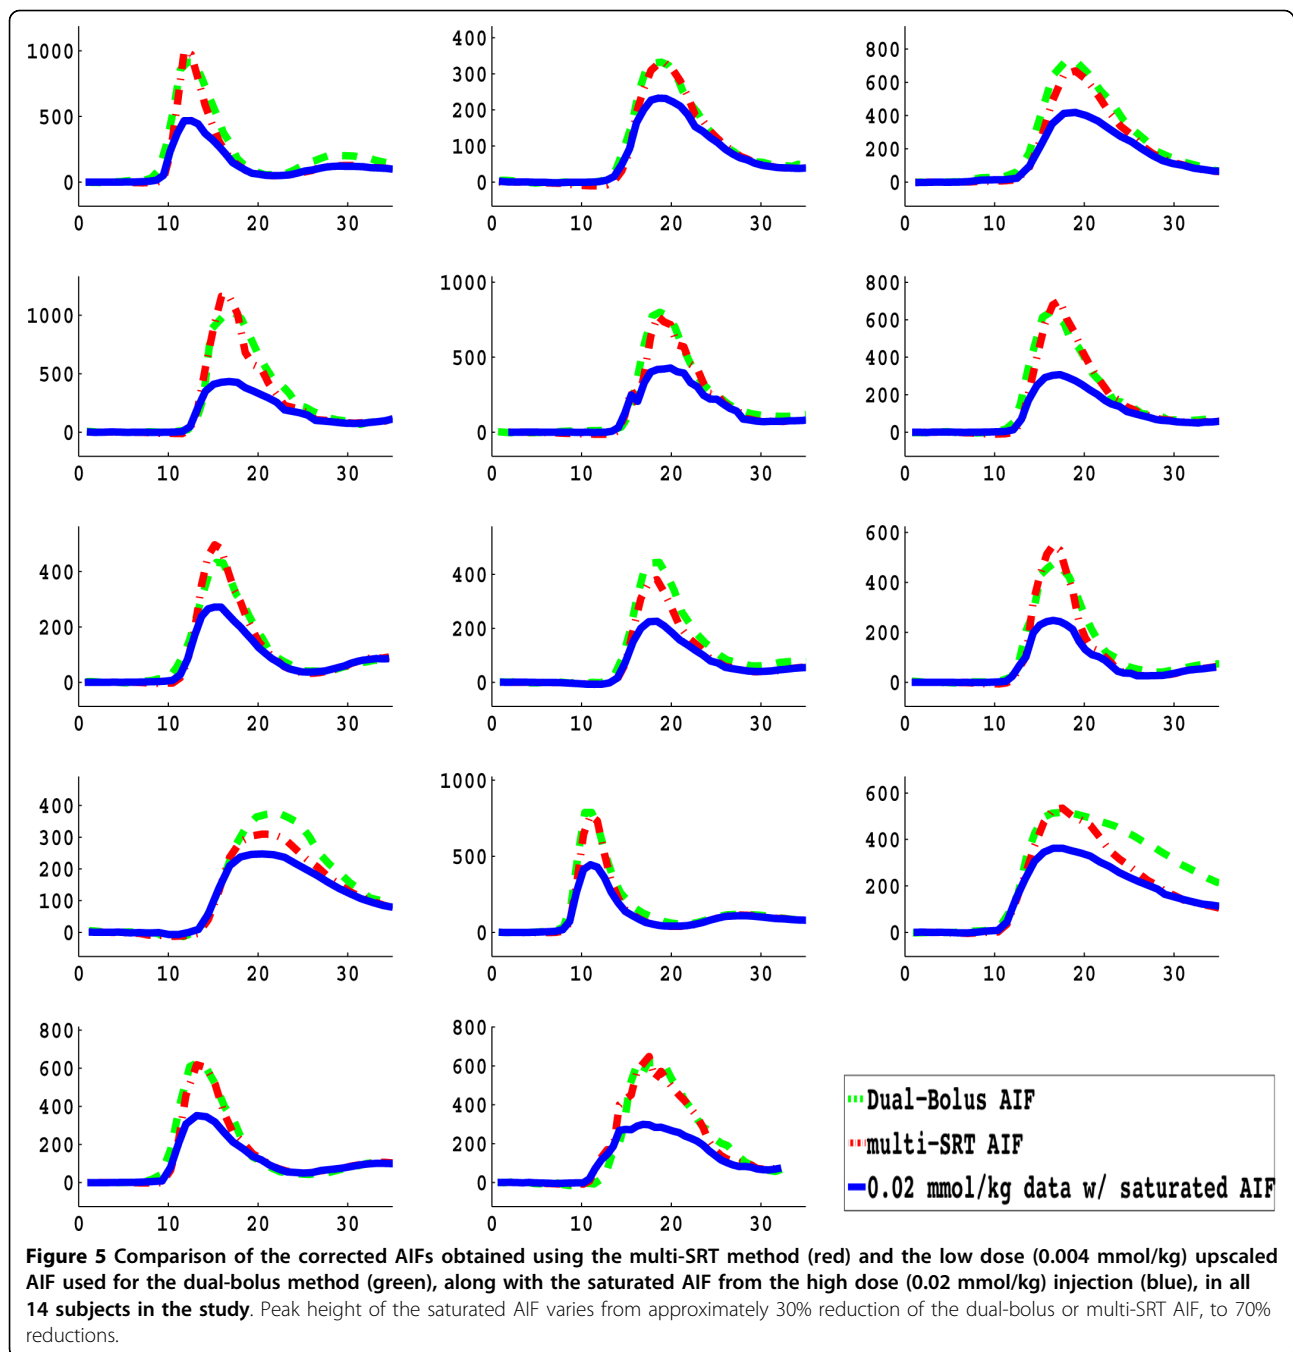 1000
500
0
0 10 20 30
400
300
200
100
0
0 10 20 30
800
600
400
200
0
0 10 20 30
1000
500
0
0 10 20 30
1000
500
0
0 10 20 30
800
600
400
200
0
0 10 20 30
400
200
0
0 10 20 30
400
200
0
0 10 20 30
600
400
200
0
0 10 20 30
400
300
200
100
0
0 10 20 30
1000
500
0
0 10 20 30
600
400
200
0
0 10 20 30
800
600
400
200
0
0 10 20 30
800
600
400
200
0
0 10 20 30
Dual-Bolus AIF
multi-SRT AIF
0.02 mmol/kg data w/ saturated AIF
Figure 5 Comparison of the corrected AIFs obtained using the multi-SRT method (red) and the low dose (0.004 mmol/kg) upscaled
AIF used for the dual-bolus method (green), along with the saturated AIF from the high dose (0.02 mmol/kg) injection (blue), in all
14 subjects in the study. Peak height of the saturated AIF varies from approximately 30% reduction of the dual-bolus or multi-SRT AIF, to 70%
reductions.